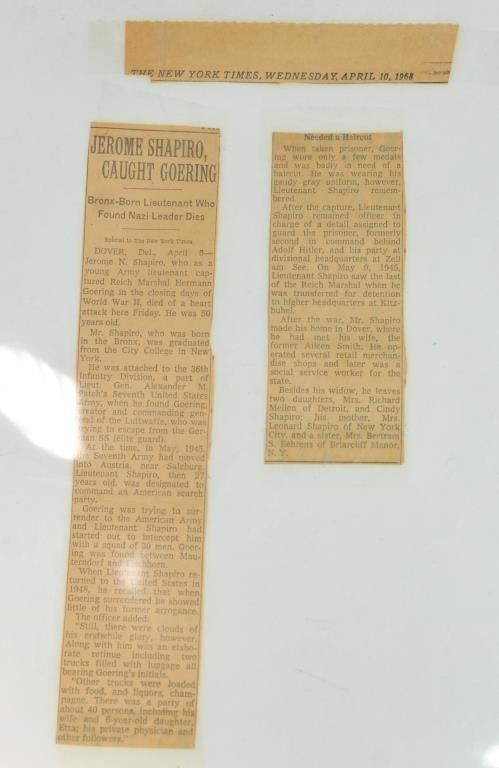 THE NEW YORK TIMES, WEDNESDAY, APRIL 10, 1968
JEROME SHAPIRO,
CAUGHT GOERING
Bronx-Born Lieutenant Who
Found Nazi Leader Dies
Special to The New York Times
DOVER, Del., April 8—
Jerome N. Shapiro, who as a
young Army lieutenant cap-
tured Reich Marshal Hermann
Goering in the closing days of
World War II, died of a heart
attack here Friday. He was 50
years old.
Mr. Shapiro, who was born
in the Bronx, was graduated
from the City College in New
York.
He was attached to the 36th
Infantry Division, a part of
Lieut. Gen. Alexander M.
Patch's Seventh United States
Army, when he found Goering,
creator and commanding gen-
eral of the Luftwaffe, who was
trying to escape from the Ger-
man SS (élite guard).
At the time, in May, 1945,
the Seventh Army had moved
into Austria, near Salzburg.
Lieutenant Shapiro, then 27
years old, was designated to
command an American search
party.
Goering was trying to sur-
render to the American Army
and Lieutenant Shapiro had
started out to intercept him
with a squad of 30 men. Goer-
ing was found between Mau-
terndorf and
When Lieutenant Shapiro re-
turned to the United States in
1948, he recalled that when
Goering surrendered he showed
little of his former arrogance.
The officer added:
"Still, there were clouds of
his erstwhile glory, however.
Along with him was an elabo-
rate retinue including two
trucks filled with luggage all
bearing Goering's initials.
"Other trucks were loaded
with food, and liquors, cham-
pagne. There was a party of
about 40 persons, including his
wife and 6-year-old daughter,
Etta; his private physician and
other followers."
Needed a Haircut
When taken prisoner, Goer-
ing wore only a few medals
and was badly in need of a
haircut. He was wearing his
gaudy gray uniform, however,
Lieutenant Shapiro remem-
bered.
After the capture, Lieutenant
Shapiro remained officer in
charge of a detail assigned to
guard the prisoner, formerly
second in command behind
Adolf Hitler, and his party at
divisional headquarters at Zell
am See. On May 9, 1945,
Lieutenant Shapiro saw the last
of the Reich Marshal when he
was transferred for detention
to higher headquarters at Kitz-
buhel.
After the war, Mr. Shapiro
made his home in Dover, where
he had met his wife, the
former Aileen Smith. He op-
erated several retail merchan-
dise shops and later was a
social service worker for the
state.
Besides his widow, he leaves
two daughters, Mrs. Richard
Mellen of Detroit, and Cindy
Shapiro; his mother, Mrs.
Leonard Shapiro of New York
City, and a sister, Mrs. Bertram
S. Behrens of Briarcliff Manor,
N. Y.